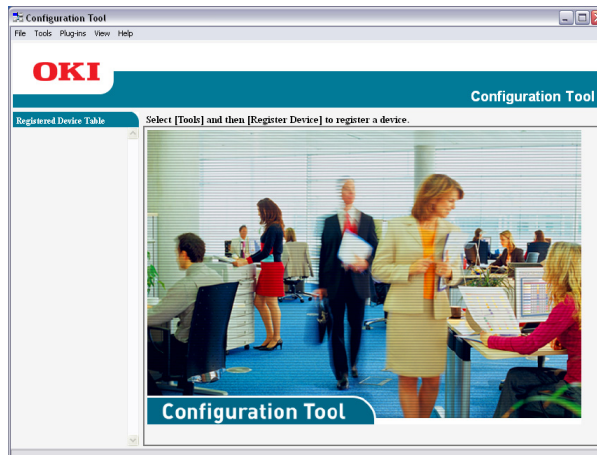 Configuration Tool
File Tools Plug-ins View Help
OKI
Configuration Tool
Registered Device Table
Select [Tools] and then [Register Device] to register a device.
Configuration Tool